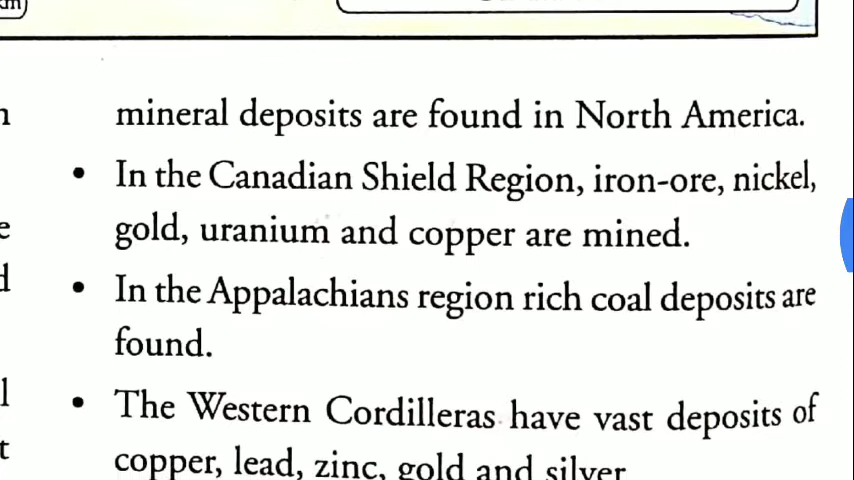 mineral deposits are found in North America.
• In the Canadian Shield Region, iron-ore, nickel,
gold, uranium and copper are mined.
• In the Appalachians region rich coal deposits are
found.
• The Western Cordilleras have vast deposits of
copper, lead, zinc, gold and silver